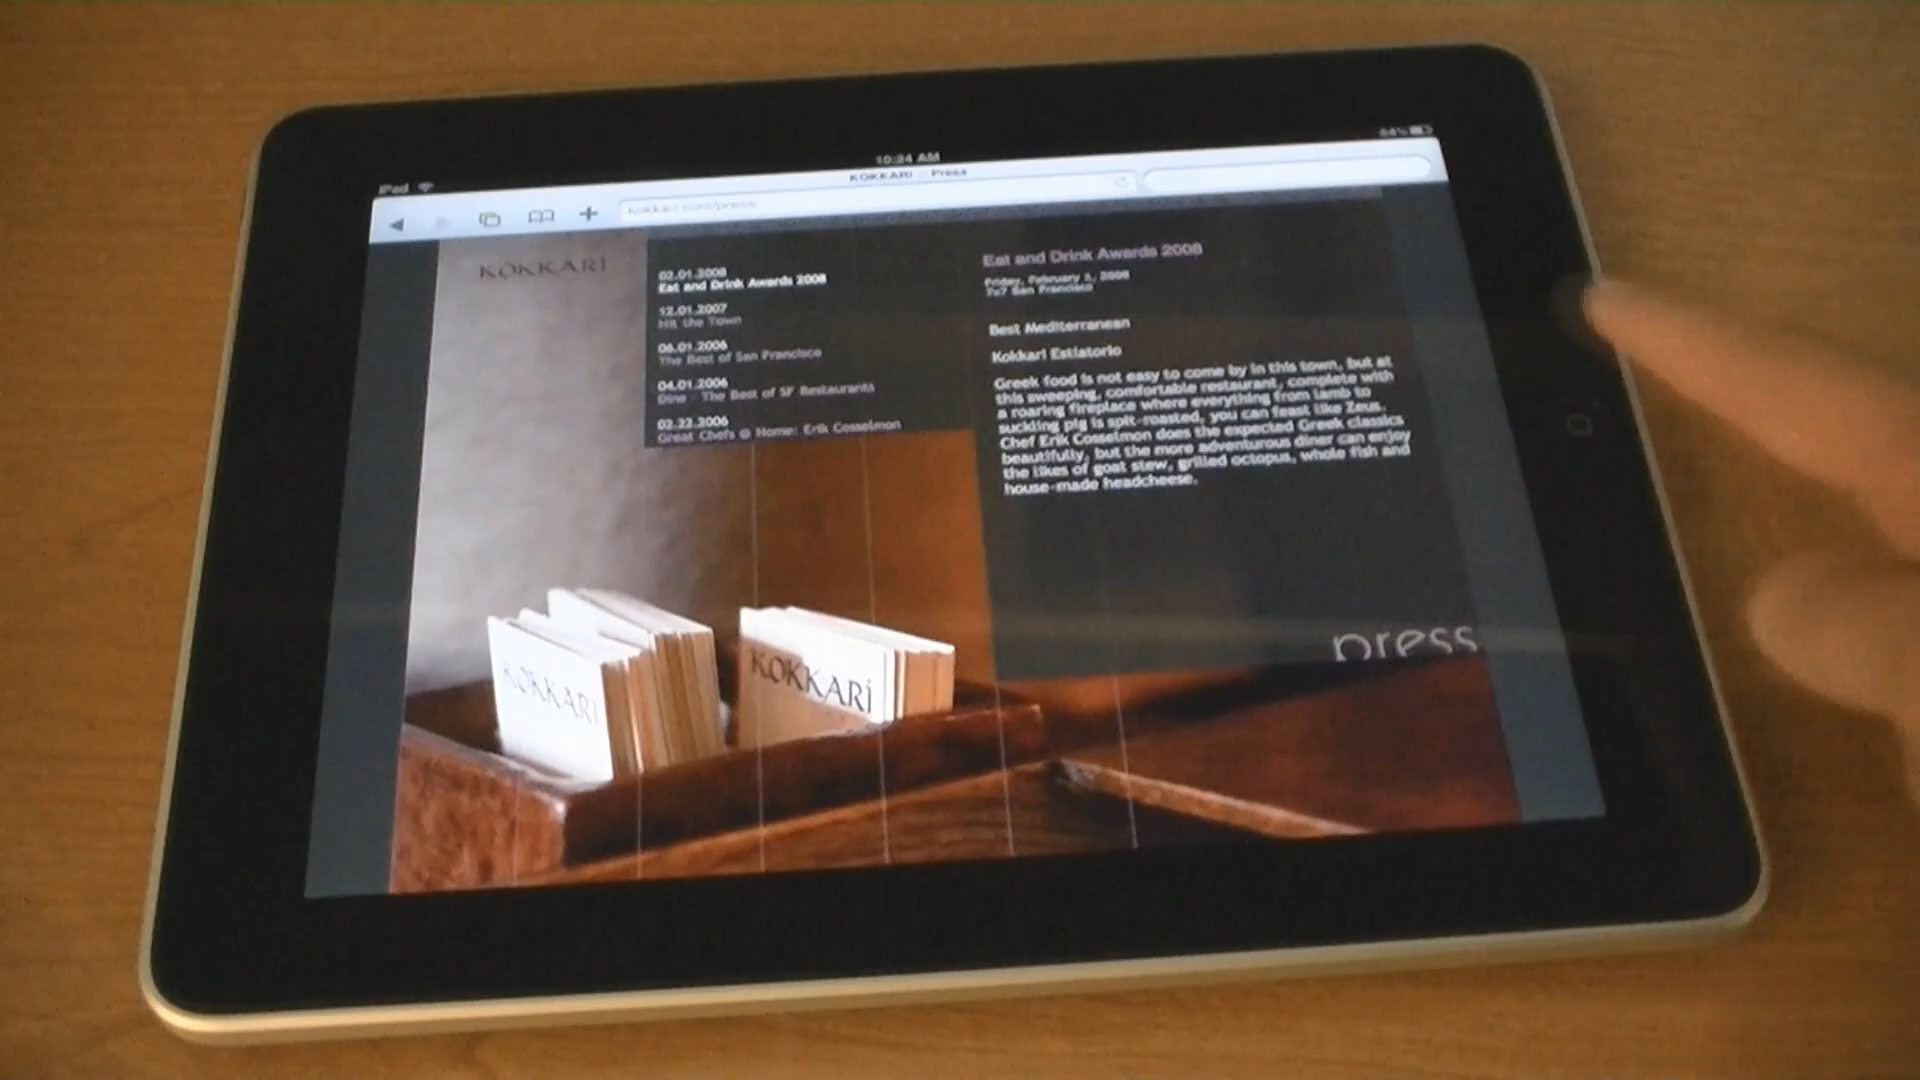 iPad
10:24 AM
64%
KOKKARI :: Press
kokkari.com/press/
KOKKARI
02.01.2008
Eat and Drink Awards 2008
12.01.2007
Hit the Town
06.01.2006
The Best of San Francisco
04.01.2006
Dine - The Best of SF Restaurants
03.22.2006
Great Chefs @ Home: Erik Cosselmon
Eat and Drink Awards 2008
Friday, February 1, 2008
7x7 San Francisco
Best Mediterranean
Kokkari Estiatorio
Greek food is not easy to come by in this town, but at
this sweeping, comfortable restaurant, complete with
a roaring fireplace where everything from lamb to
suckling pig is spit-roasted, you can feast like Zeus.
Chef Erik Cosselmon does the expected Greek classics
beautifully, but the more adventurous diner can enjoy
the likes of goat stew, grilled octopus, whole fish and
house-made headcheese.
press
KOKKARi
KOKKARi